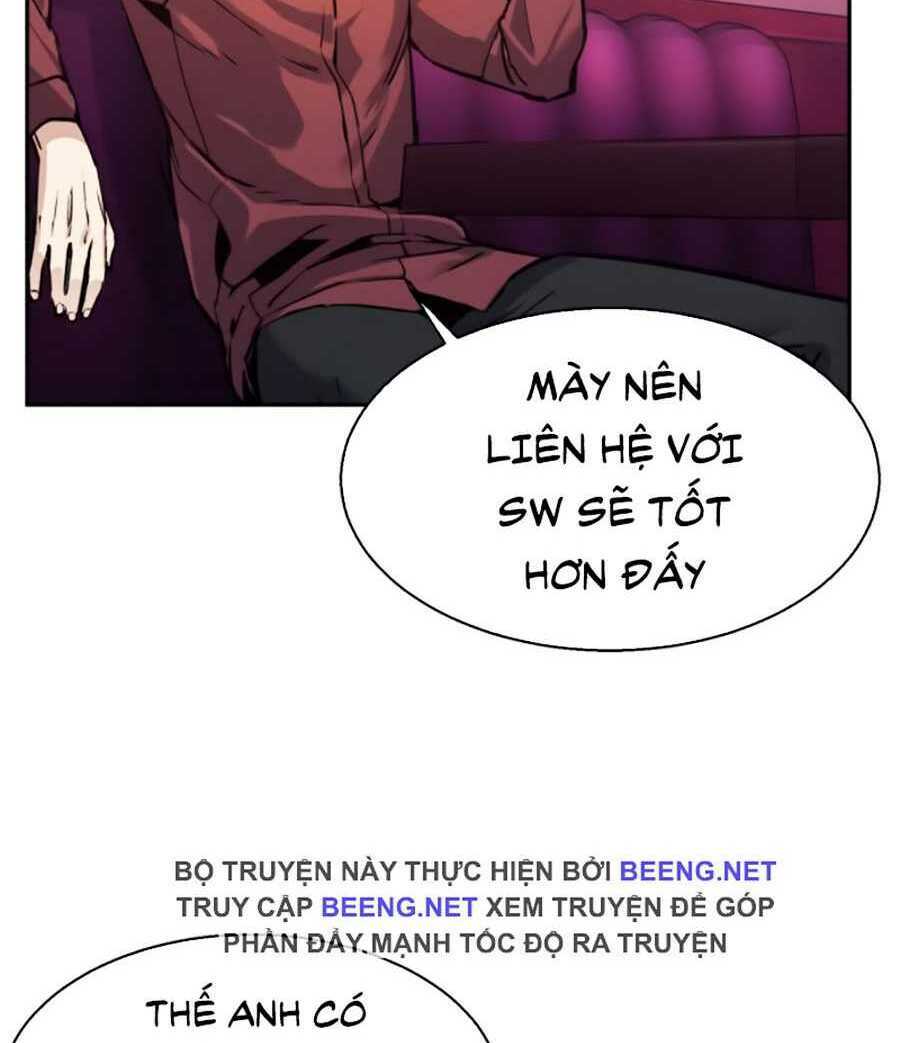 MÀY NÊN
LIÊN HỆ VỚI
SW SẼ TỐT
HƠN ĐẤY
BỘ TRUYỆN NÀY THỰC HIỆN BỞI BEENG.NET
TRUY CẬP BEENG.NET XEM TRUYỆN ĐỂ GÓP
PHẦN ĐẨY MẠNH TỐC ĐỘ RA TRUYỆN
THẾ ANH CÓ